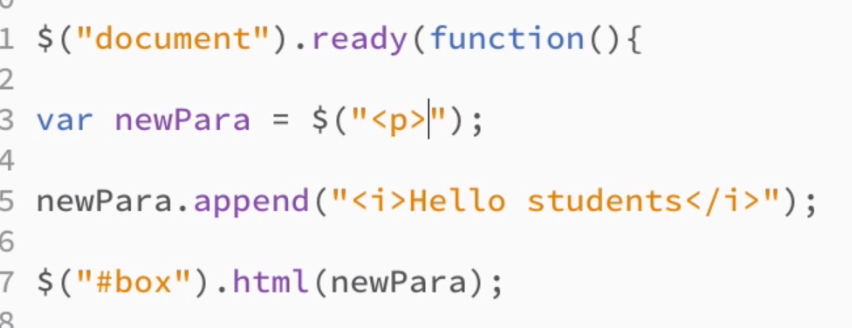 1 $("document").ready(function(){
2
3 var newPara = $("<p>");
4
5 newPara.append("<i>Hello students</i>");
6
7 $("#box").html(newPara);
8